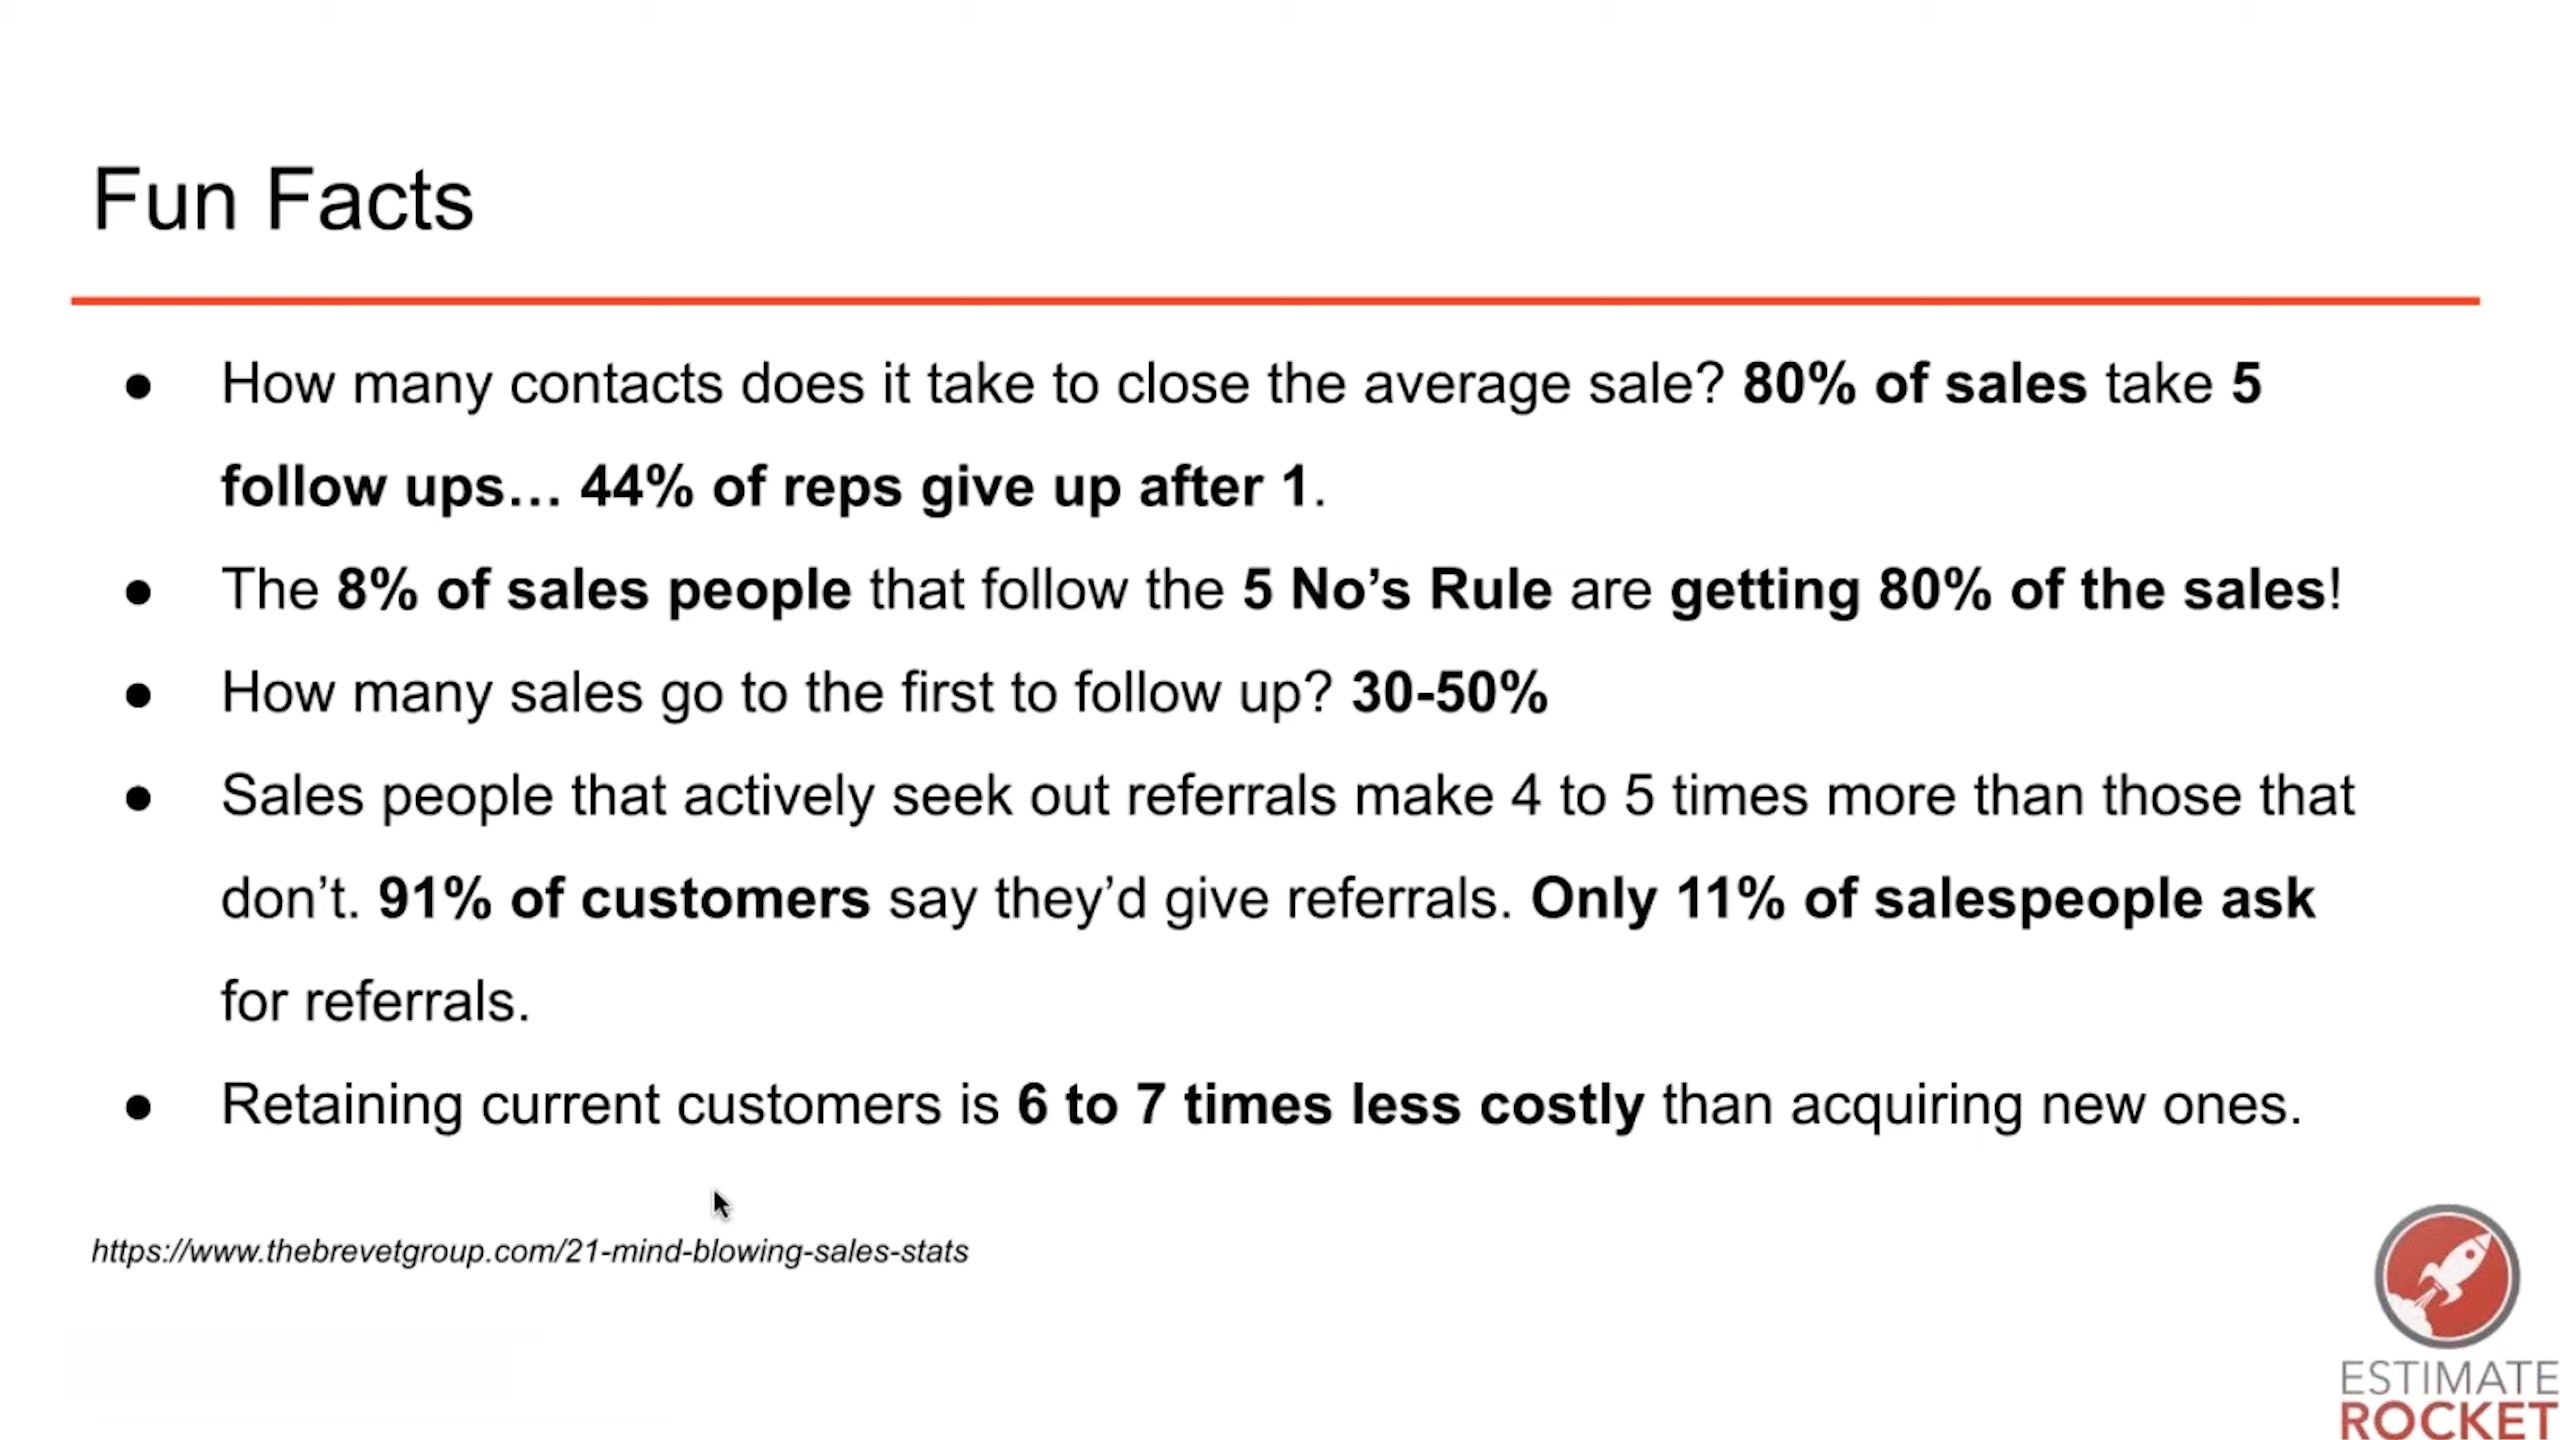 Fun Facts
● How many contacts does it take to close the average sale? 80% of sales take 5
follow ups… 44% of reps give up after 1.
● The 8% of sales people that follow the 5 No’s Rule are getting 80% of the sales!
● How many sales go to the first to follow up? 30-50%
● Sales people that actively seek out referrals make 4 to 5 times more than those that
don’t. 91% of customers say they’d give referrals. Only 11% of salespeople ask
for referrals.
● Retaining current customers is 6 to 7 times less costly than acquiring new ones.
https://www.thebrevetgroup.com/21-mind-blowing-sales-stats
ESTIMATE
ROCKET